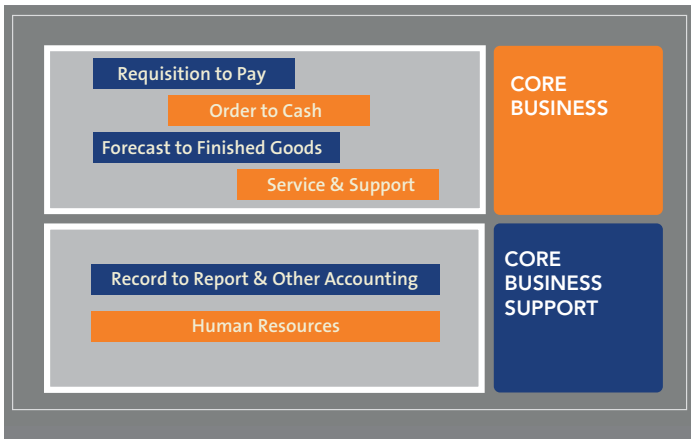 Requisition to Pay
Order to Cash
Forecast to Finished Goods
Service & Support
CORE
BUSINESS
Record to Report & Other Accounting
Human Resources
CORE
BUSINESS
SUPPORT